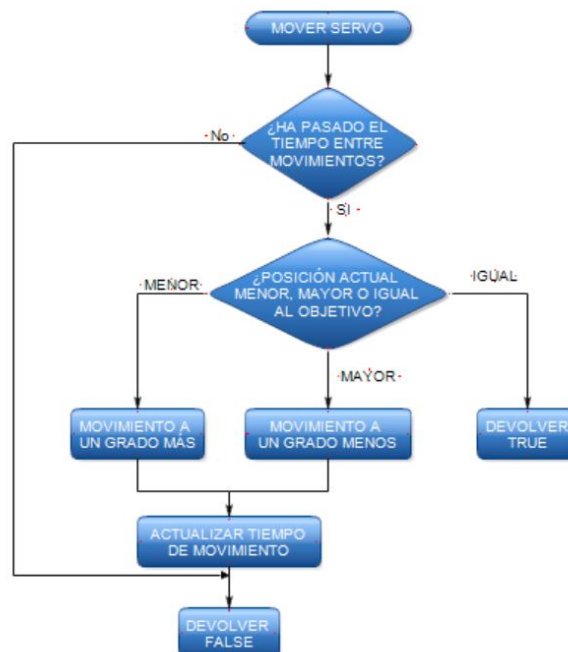 MOVER SERVO
¿HA PASADO EL
TIEMPO ENTRE
MOVIMIENTOS?
No
SI
¿POSICIÓN ACTUAL
MENOR, MAYOR O IGUAL
AL OBJETIVO?
MENOR
IGUAL
MAYOR
MOVIMIENTO A
UN GRADO MÁS
MOVIMIENTO A
UN GRADO MENOS
DEVOLVER
TRUE
ACTUALIZAR TIEMPO
DE MOVIMIENTO
DEVOLVER
FALSE